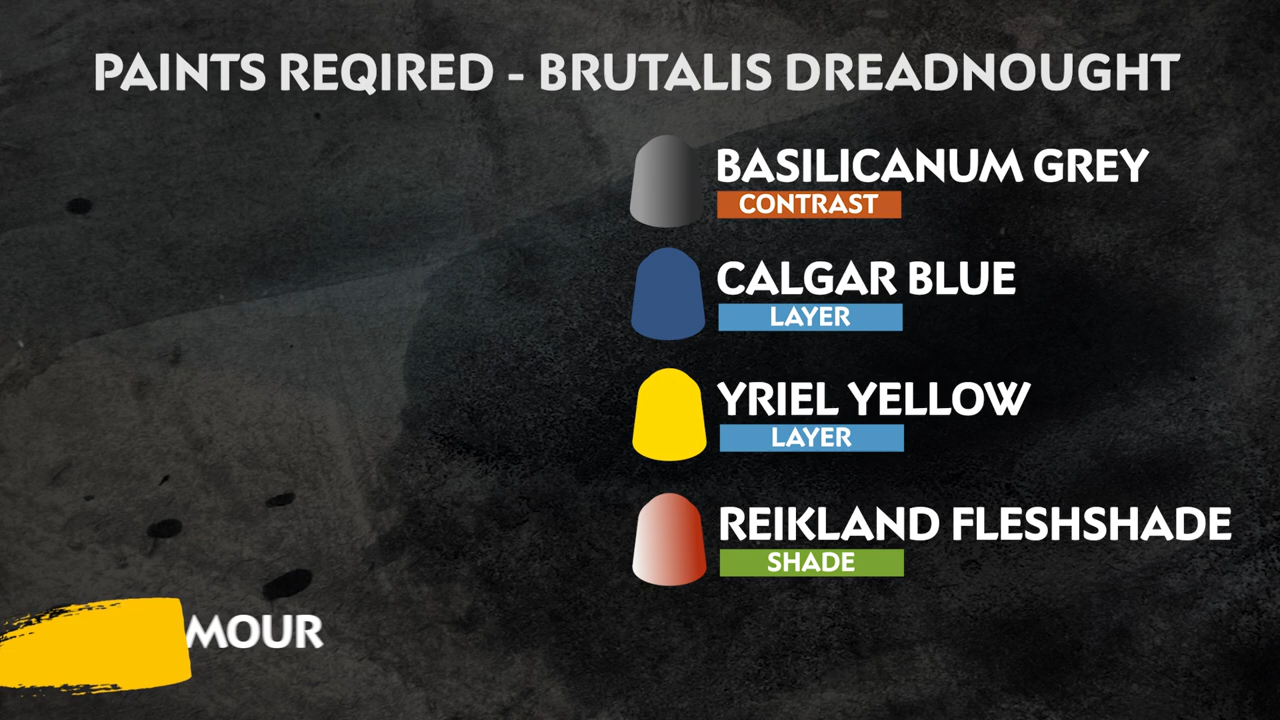 PAINTS REQIRED - BRUTALIS DREADNOUGHT
BASILICANUM GREY
CONTRAST
CALGAR BLUE
LAYER
YRIEL YELLOW
LAYER
REIKLAND FLESHSHADE
SHADE
MOUR